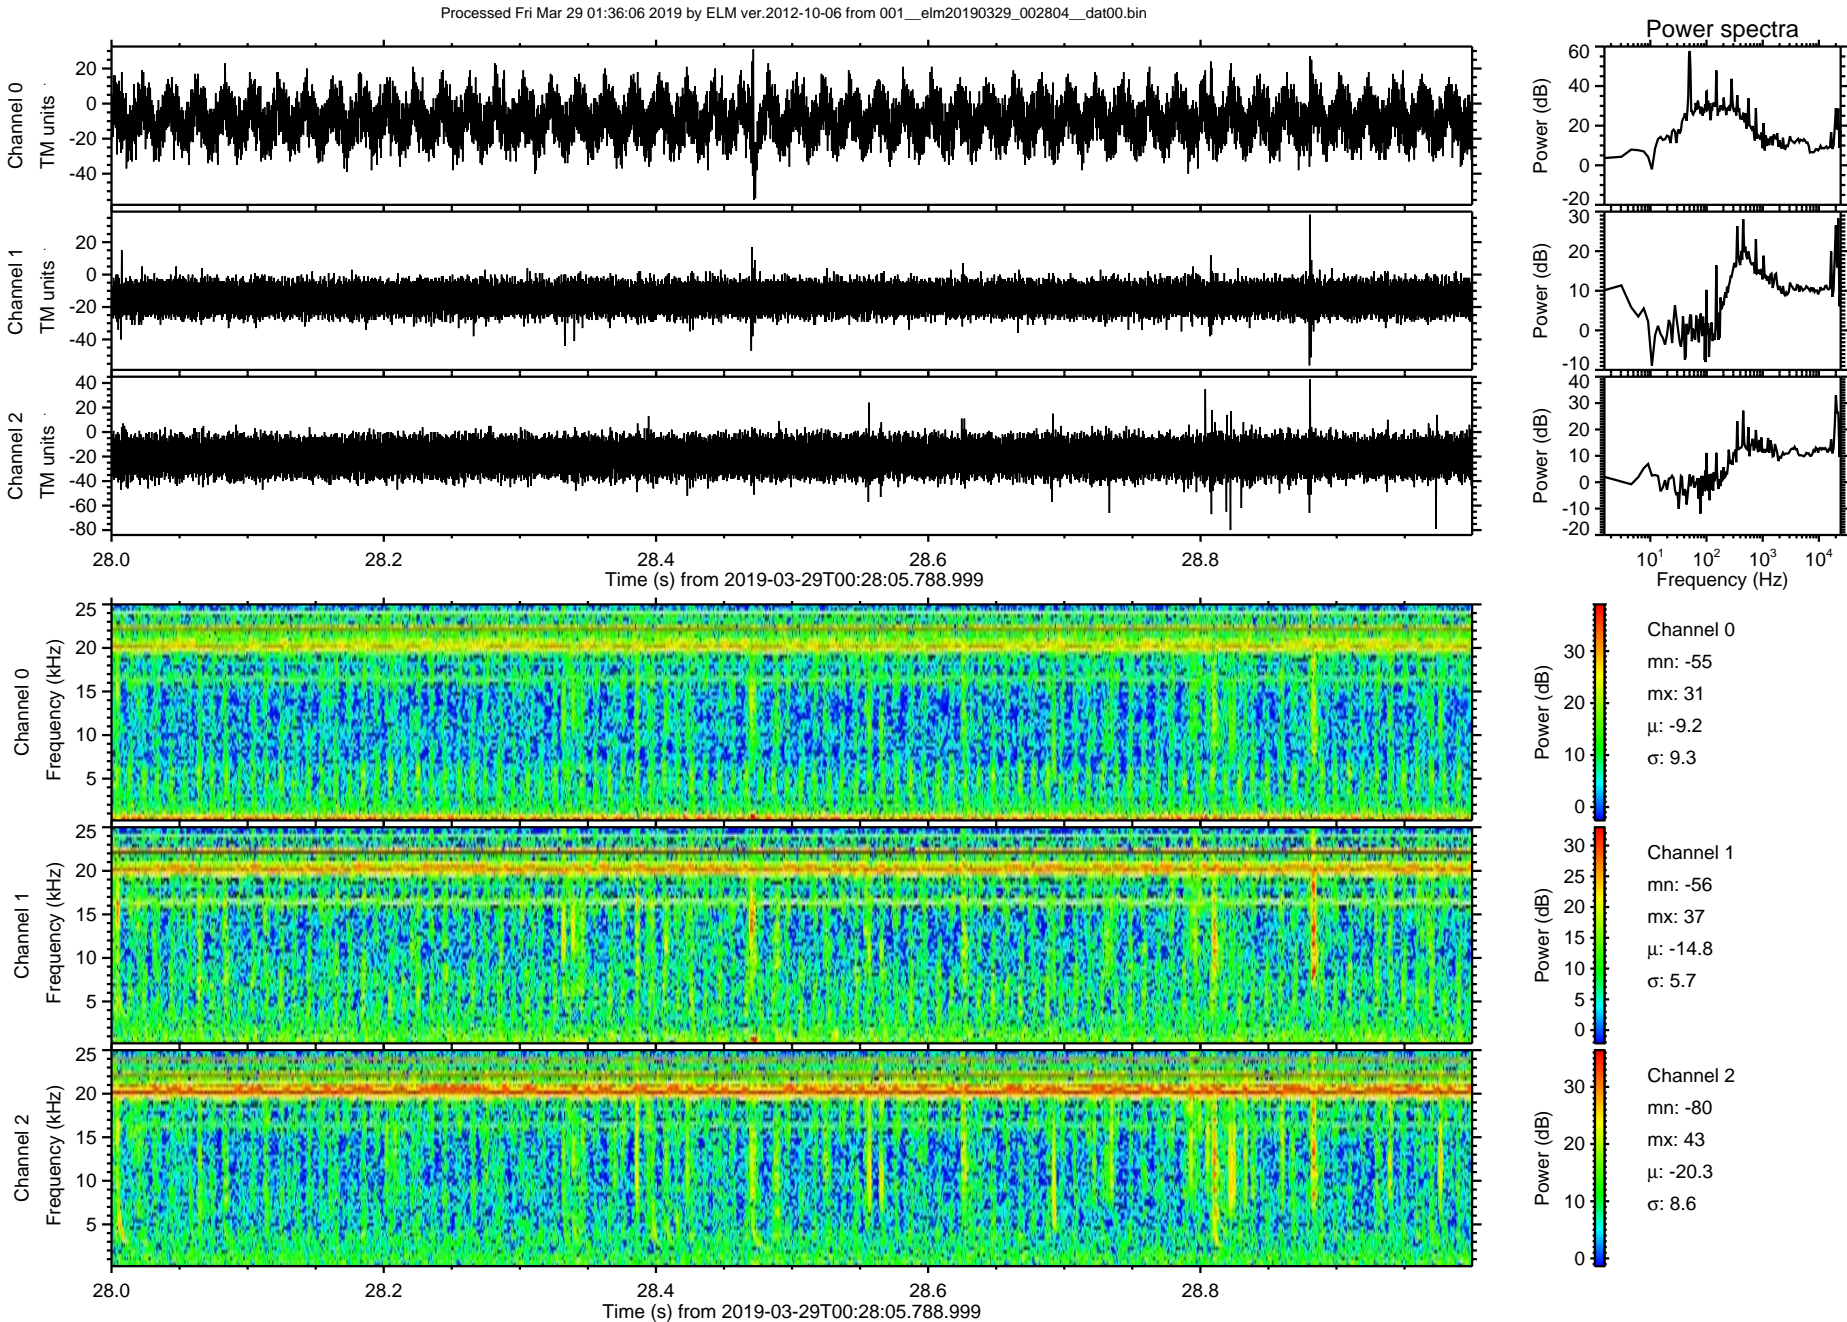 Processed Fri Mar 29 01:36:06 2019 by ELM ver.2012-10-06 from 001__elm20190329_002804__dat00.bin
Power spectra
Channel 0
TM units
20
0
-20
-40
Power (dB)
60
40
20
0
-20
Channel 1
TM units
20
0
-20
-40
Power (dB)
30
20
10
0
-10
Channel 2
TM units
40
20
0
-20
-40
-60
-80
Power (dB)
40
30
20
10
0
-10
-20
28.0 28.2 28.4 28.6 28.8
Time (s) from 2019-03-29T00:28:05.788.999
10^1 10^2 10^3 10^4
Frequency (Hz)
Channel 0
Frequency (kHz)
25
20
15
10
5
Power (dB)
30
20
10
0
Channel 0
mn: -55
mx: 31
μ: -9.2
σ: 9.3
Channel 1
Frequency (kHz)
25
20
15
10
5
Power (dB)
30
25
20
15
10
5
0
Channel 1
mn: -56
mx: 37
μ: -14.8
σ: 5.7
Channel 2
Frequency (kHz)
25
20
15
10
5
Power (dB)
30
20
10
0
Channel 2
mn: -80
mx: 43
μ: -20.3
σ: 8.6
28.0 28.2 28.4 28.6 28.8
Time (s) from 2019-03-29T00:28:05.788.999